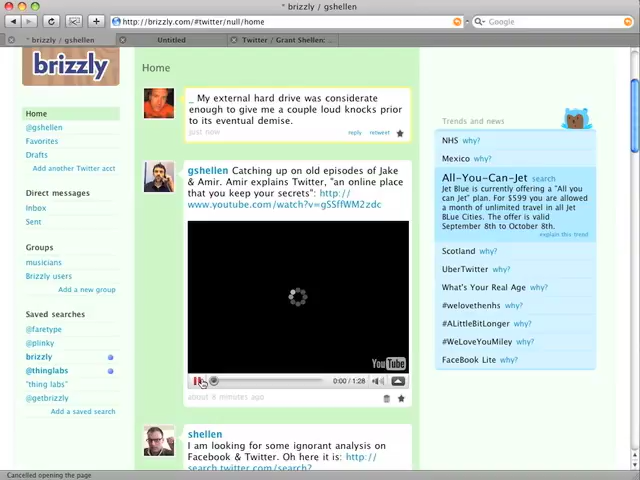 * brizzly / gshellen
http://brizzly.com/#twitter/null/home
Google
* brizzly / gshellen
Untitled
Twitter / Grant Shellen: ...
brizzly
Home
@gshellen
Favorites
Drafts
Add another Twitter acct
Direct messages
Inbox
Sent
Groups
musicians
Brizzly users
Add a new group
Saved searches
@faretype
@plinky
brizzly
@thinglabs
"thing labs"
@getbrizzly
Add a saved search
Home
_ My external hard drive was considerate
enough to give me a couple loud knocks prior
to its eventual demise.
just now
reply retweet
gshellen Catching up on old episodes of Jake
& Amir. Amir explains Twitter, "an online place
that you keep your secrets": http://
www.youtube.com/watch?v=gSSffWM2zdc
YouTube
0:00 / 1:28
about 8 minutes ago
shellen
I am looking for some ignorant analysis on
Facebook & Twitter. Oh here it is: http://
search.twitter.com/search?
Trends and news
NHS why?
Mexico why?
All-You-Can-Jet search
Jet Blue is currently offering a "All you
can Jet" plan. For $599 you are allowed
a month of unlimited travel in all Jet
BLue Cities. The offer is valid
September 8th to October 8th.
explain this trend
Scotland why?
UberTwitter why?
What's Your Real Age why?
#welovethenhs why?
#ALittleBitLonger why?
#WeLoveYouMiley why?
FaceBook Lite why?
Cancelled opening the page